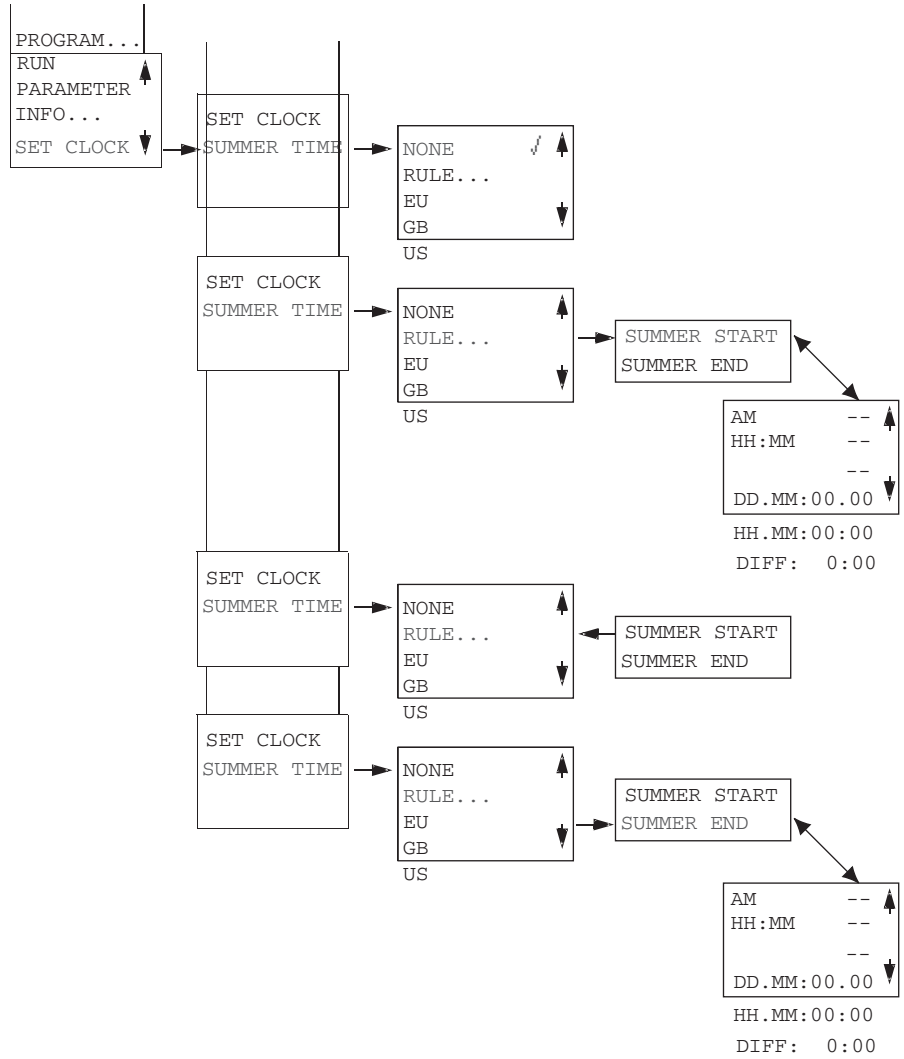 PROGRAM...
RUN
PARAMETER
INFO...
SET CLOCK
SET CLOCK
SUMMER TIME
NONE √
RULE...
EU
GB
US
SET CLOCK
SUMMER TIME
NONE
RULE...
EU
GB
US
SUMMER START
SUMMER END
AM --
HH:MM --
--
DD.MM:00.00
HH.MM:00:00
DIFF: 0:00
SET CLOCK
SUMMER TIME
NONE
RULE...
EU
GB
US
SUMMER START
SUMMER END
SET CLOCK
SUMMER TIME
NONE
RULE...
EU
GB
US
SUMMER START
SUMMER END
AM --
HH:MM --
--
DD.MM:00.00
HH.MM:00:00
DIFF: 0:00